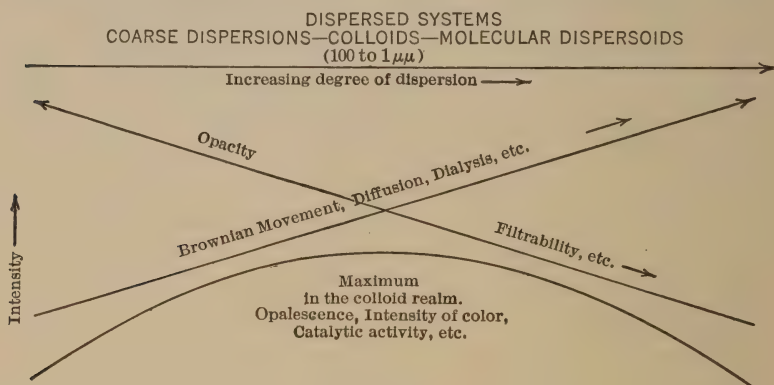 DISPERSED SYSTEMS
COARSE DISPERSIONS—COLLOIDS—MOLECULAR DISPERSOIDS
(100 to 1μμ)
Increasing degree of dispersion
Opacity
Brownian Movement, Diffusion, Dialysis, etc.
Filtrability, etc.
Intensity
Maximum
in the colloid realm.
Opalescence, Intensity of color,
Catalytic activity, etc.